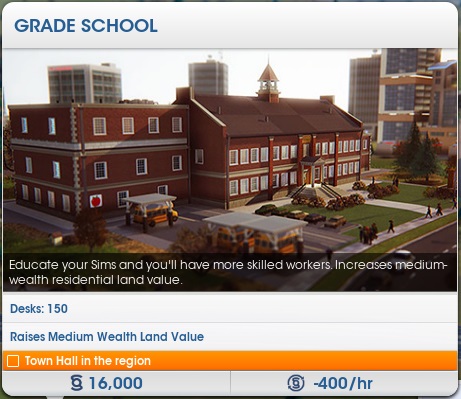 GRADE SCHOOL
Educate your Sims and you'll have more skilled workers. Increases medium-
wealth residential land value.
Desks: 150
Raises Medium Wealth Land Value
Town Hall in the region
16,000
-400/hr